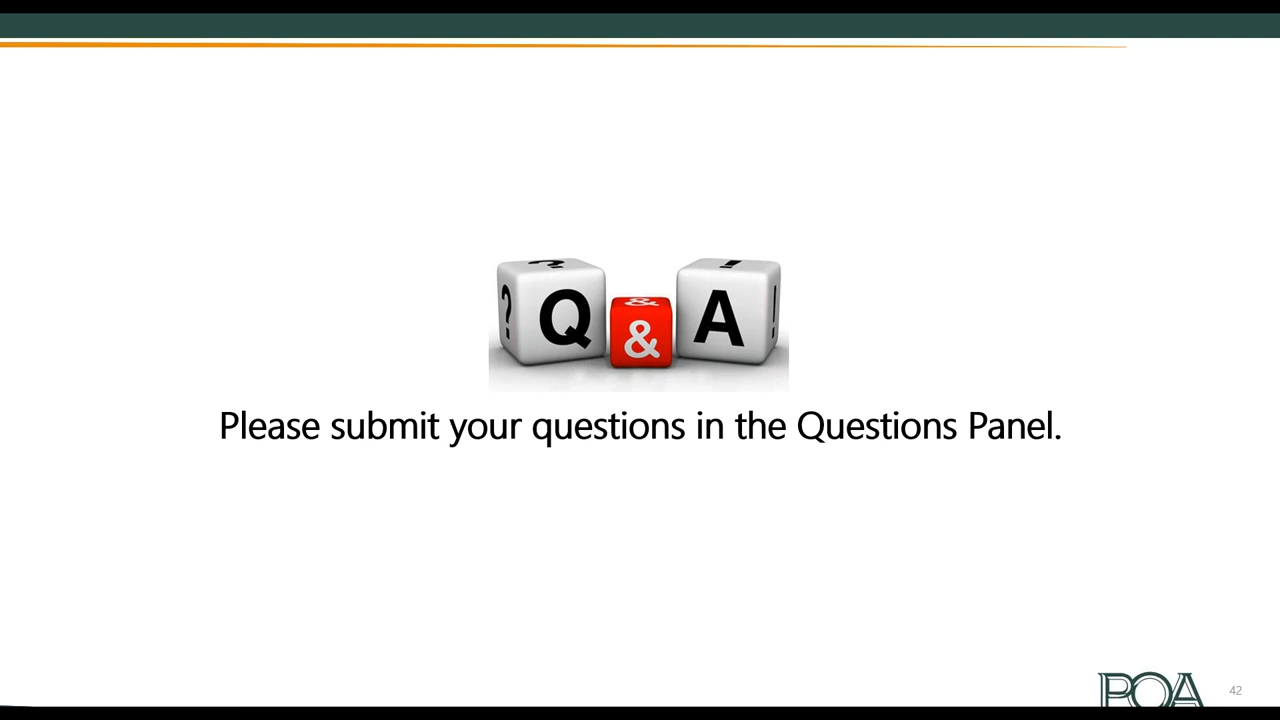 ? ! 
? Q & & A !
Please submit your questions in the Questions Panel.
POA 42